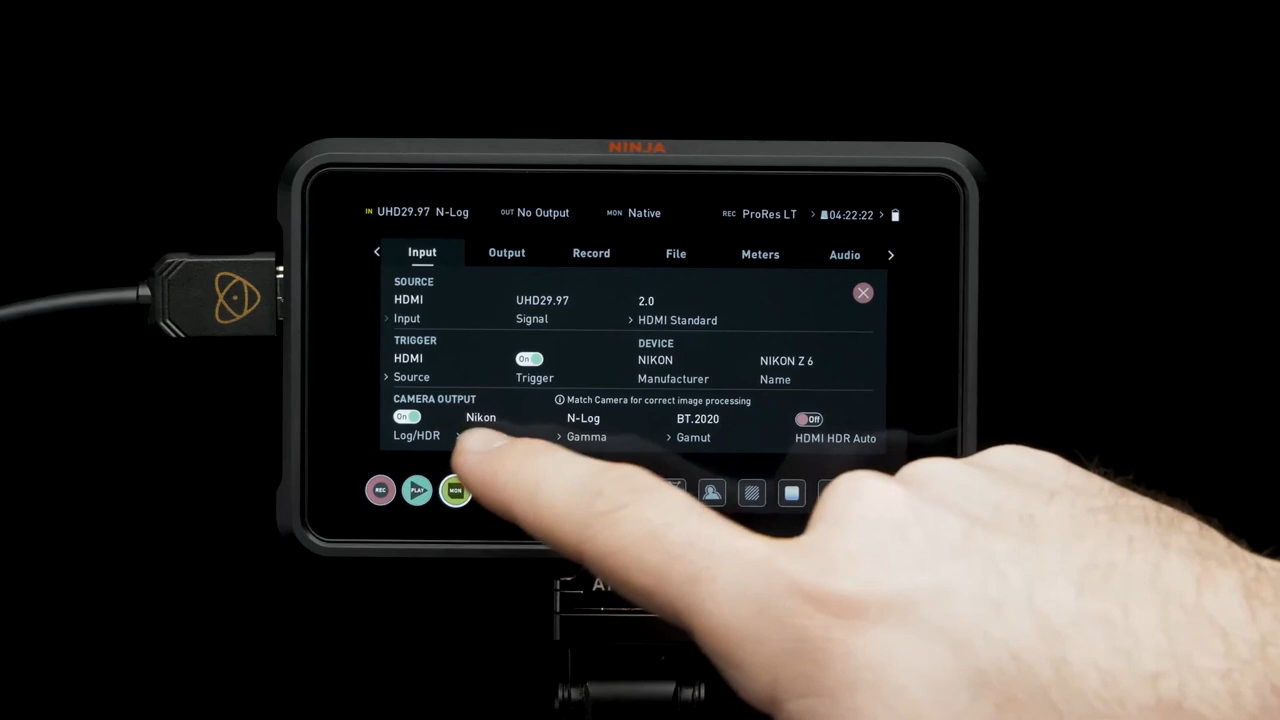 NINJA
IN UHD29.97 N-Log OUT No Output MON Native REC ProRes LT 04:22:22
Input Output Record File Meters Audio
SOURCE
HDMI UHD29.97 2.0
Input Signal HDMI Standard
TRIGGER DEVICE
HDMI On NIKON NIKON Z 6
Source Trigger Manufacturer Name
CAMERA OUTPUT Match Camera for correct image processing
On Nikon N-Log BT.2020 Off
Log/HDR Gamma Gamut HDMI HDR Auto
REC PLAY MON